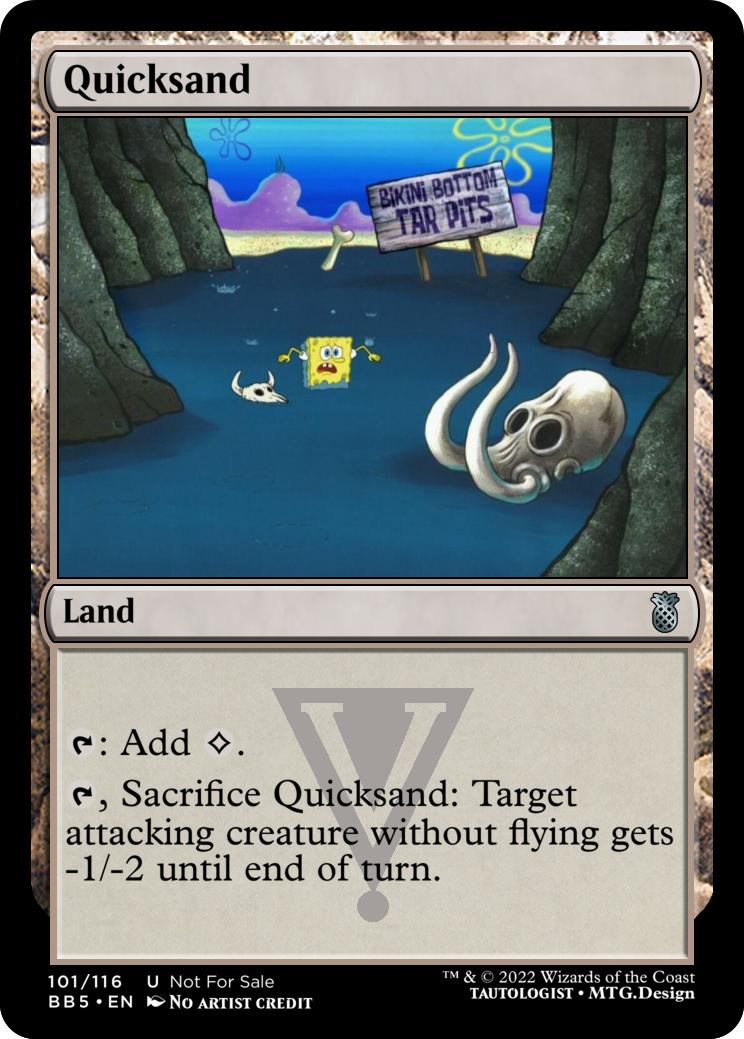 Quicksand
BIKINI BOTTOM
TAR PITS
Land
: Add .
, Sacrifice Quicksand: Target
attacking creature without flying gets
-1/-2 until end of turn.
V
101/116 U Not For Sale
BB5 • EN No artist credit
™ & © 2022 Wizards of the Coast
TAUTOLOGIST • MTG.Design